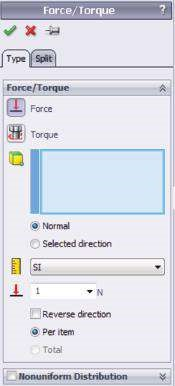 Force/Torque ?
Type Split
Force/Torque
Force
Torque
Normal
Selected direction
SI
1 N
Reverse direction
Per item
Total
Nonuniform Distribution